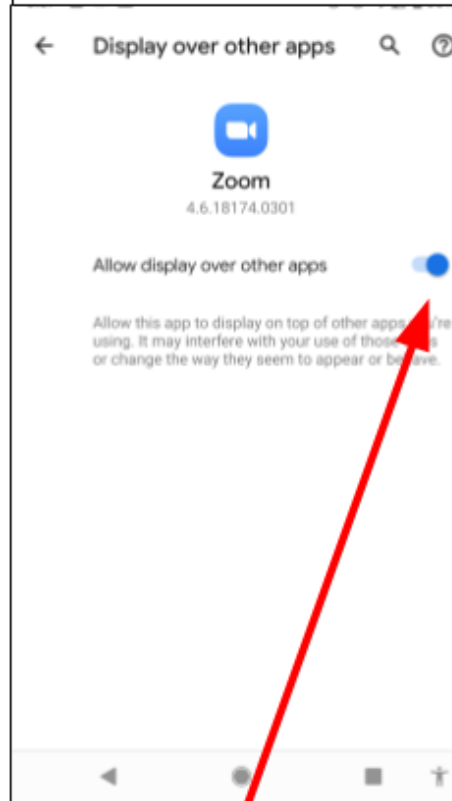 Display over other apps
Zoom
4.6.18174.0301
Allow display over other apps
Allow this app to display on top of other apps
using. It may interfere with your use of those
or change the way they seem to appear or